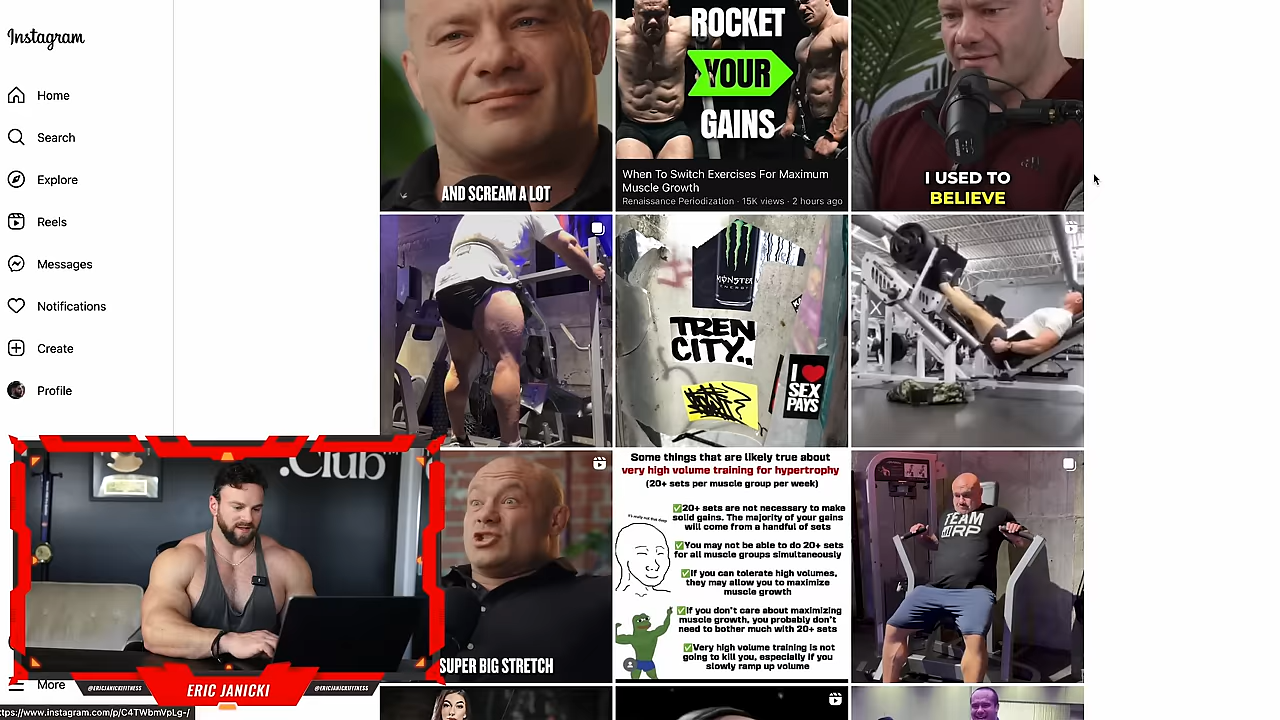 Instagram
Home
Search
Explore
Reels
Messages
Notifications
Create
Profile
More
AND SCREAM A LOT
ROCKET
YOUR
GAINS
When To Switch Exercises For Maximum
Muscle Growth
Renaissance Periodization · 15K views · 2 hours ago
I USED TO
BELIEVE
MONSTER
ENERGY
TREN
CITY..
I ❤ 
SEX
PAYS
X
.Club
SUPER BIG STRETCH
Some things that are likely true about
very high volume training for hypertrophy
(20+ sets per muscle group per week)
✅20+ sets are not necessary to make
solid gains. The majority of your gains
will come from a handful of sets
✅You may not be able to do 20+ sets
for all muscle groups simultaneously
✅If you can tolerate high volumes,
they may allow you to maximize
muscle growth
✅If you don't care about maximizing
muscle growth, you probably don't
need to bother much with 20+ sets
✅Very high volume training is not
going to kill you, especially if you
slowly ramp up volume
TEAM
RP
@ERICJANICKIFITNESS
ERIC JANICKI
@ERICJANICKIFITNESS
ttps://www.instagram.com/p/C4TWbmVpLg-/